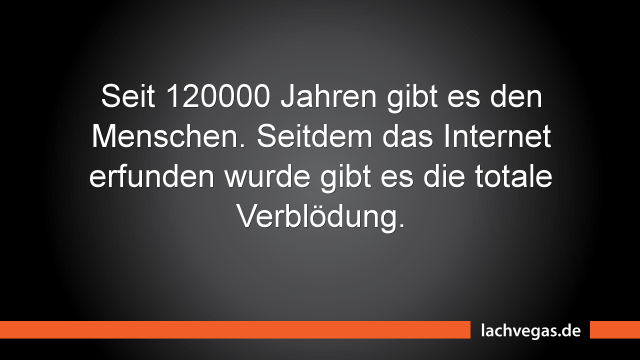 Seit 120000 Jahren gibt es den
Menschen. Seitdem das Internet
erfunden wurde gibt es die totale
Verblödung.
lachvegas.de